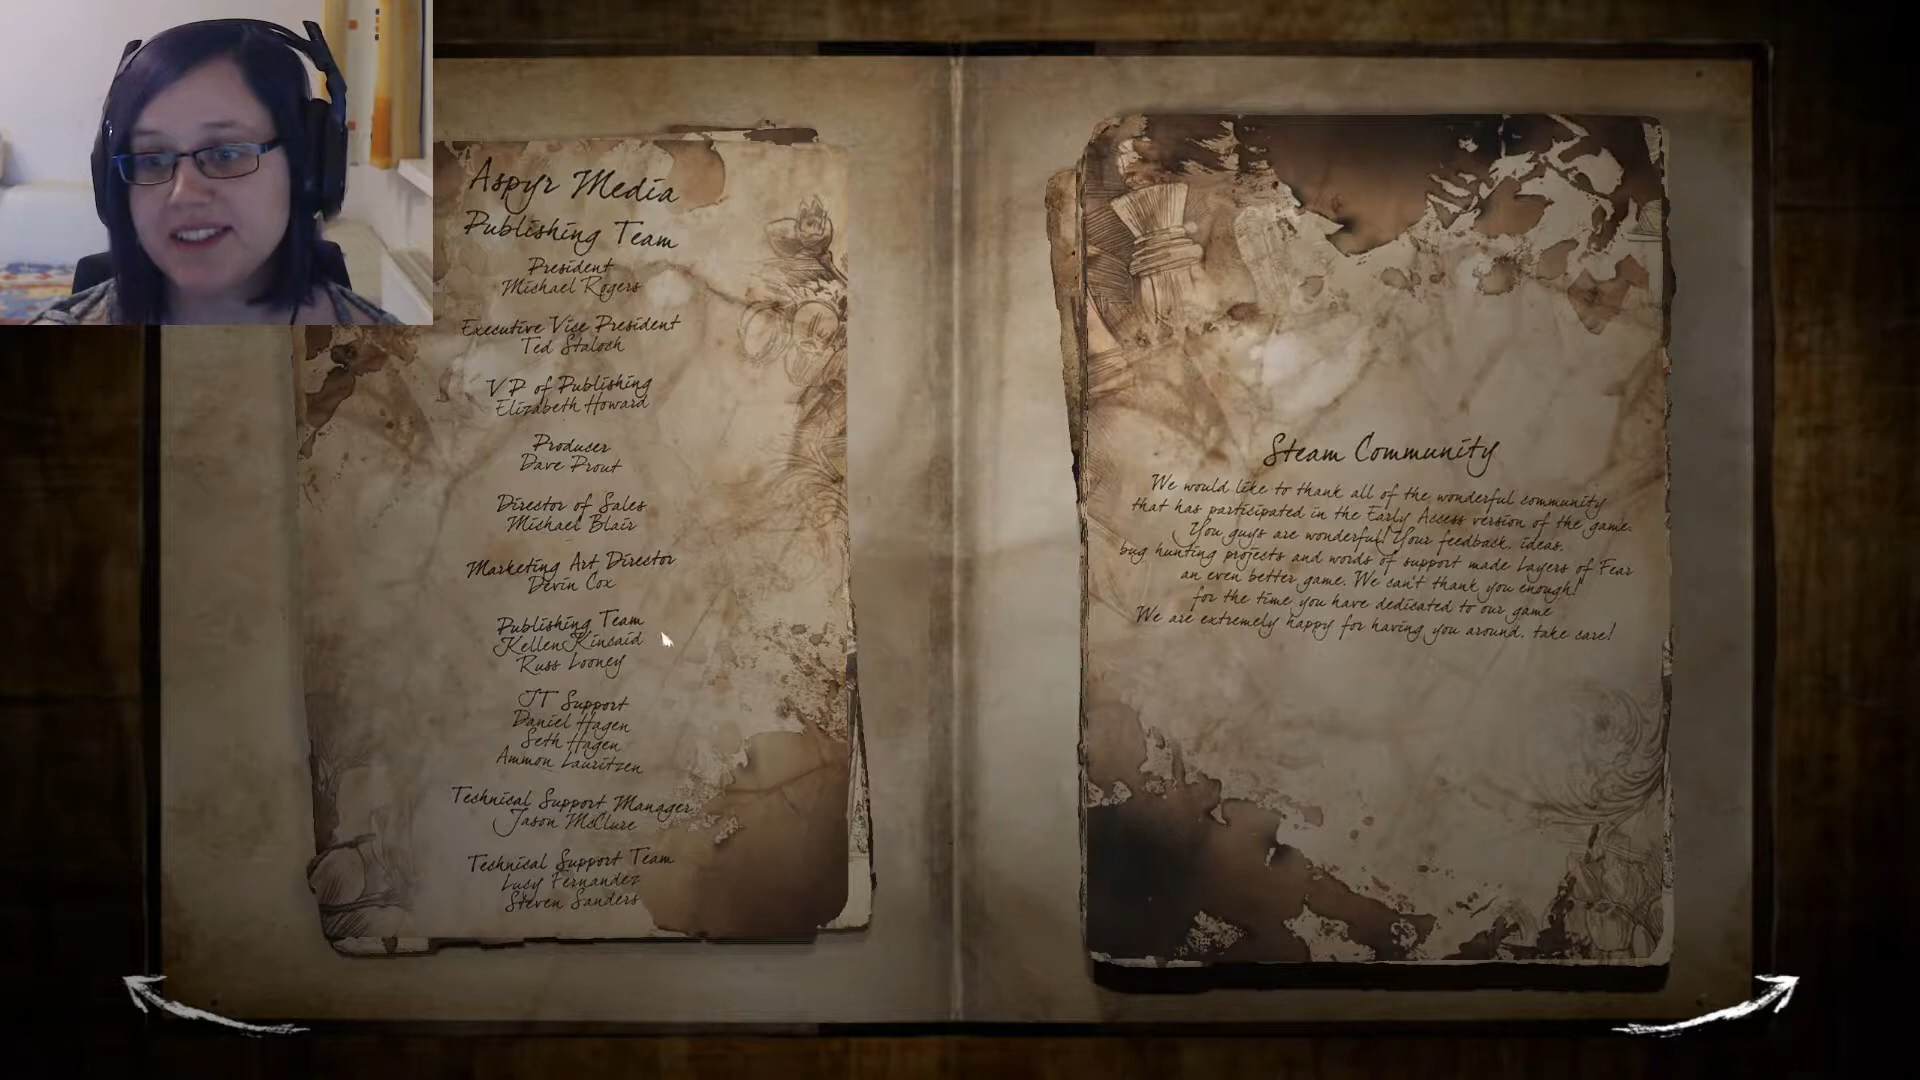 Aspyr Media
Publishing Team
President
Michael Rogers
Executive Vice President
Ted Staloch
VP of Publishing
Elizabeth Howard
Producer
Dave Prout
Director of Sales
Michael Blair
Marketing Art Director
Devin Cox
Publishing Team
Kellen Kincaid
Russ Looney
IT Support
Daniel Hagen
Seth Hagen
Ammon Lauritzen
Technical Support Manager
Jason McClure
Technical Support Team
Lucy Fernandez
Steven Sanders
Steam Community
We would like to thank all of the wonderful community
that has participated in the Early Access version of the game.
You guys are wonderful! Your feedback, ideas,
bug hunting projects and words of support made Layers of Fear
an even better game. We can't thank you enough!
for the time you have dedicated to our game
We are extremely happy for having you around, take care!